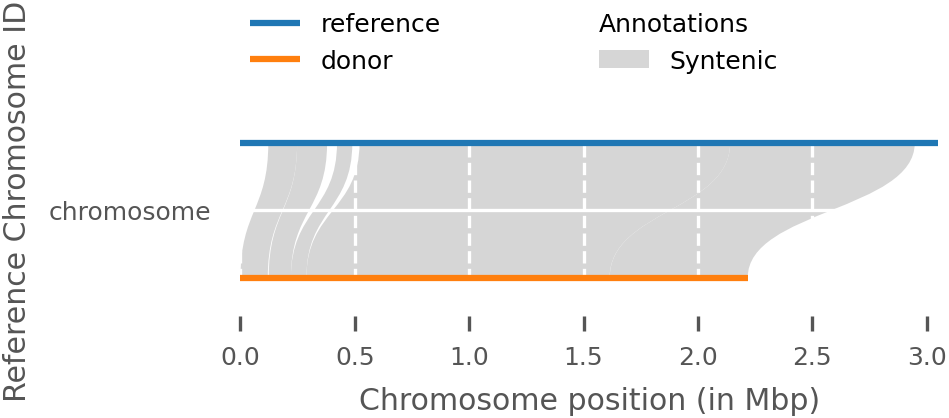 Reference Chromosome ID
reference
donor
Annotations
Syntenic
chromosome
0.0 0.5 1.0 1.5 2.0 2.5 3.0
Chromosome position (in Mbp)